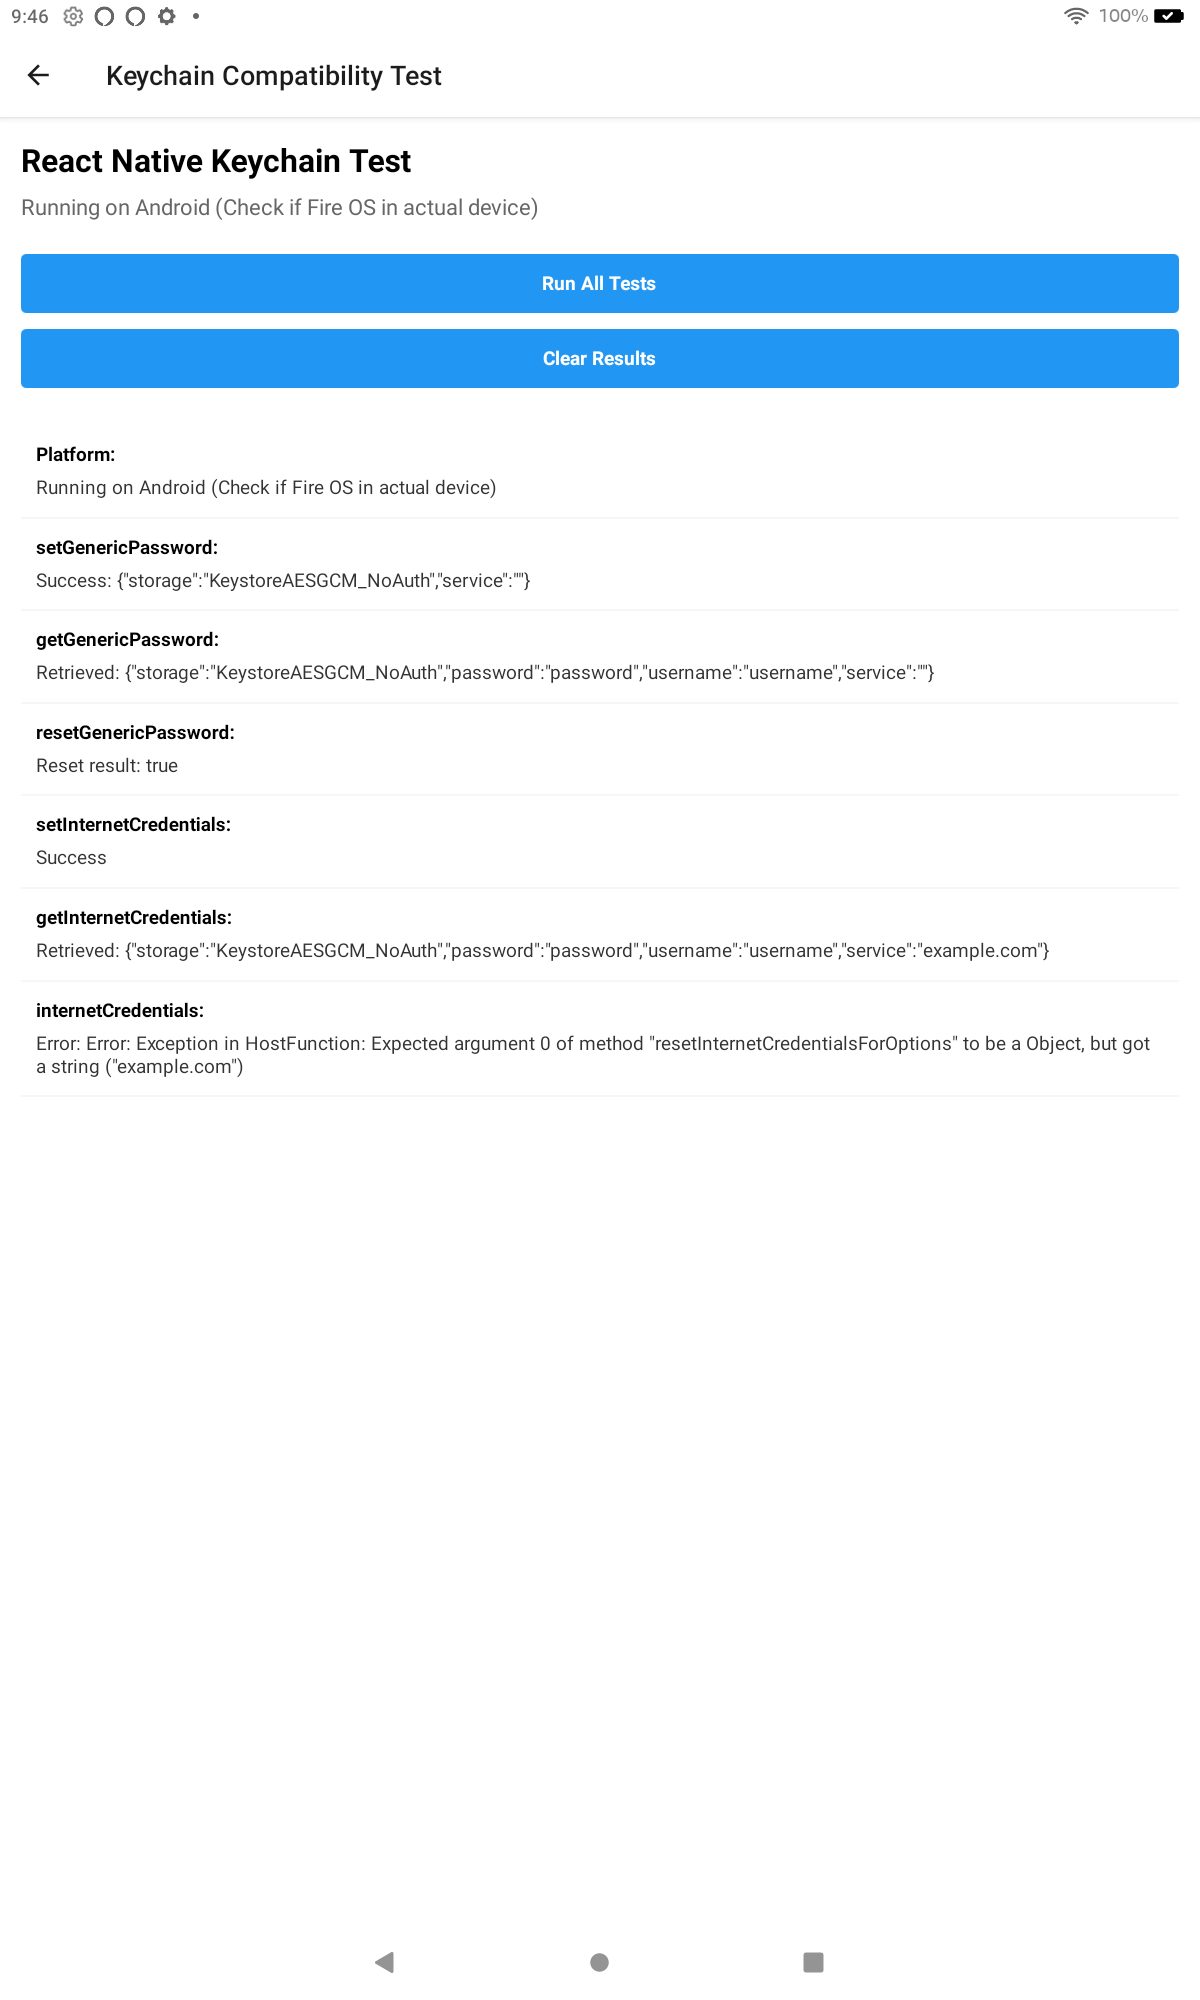 9:46
100%
Keychain Compatibility Test
React Native Keychain Test
Running on Android (Check if Fire OS in actual device)
Run All Tests
Clear Results
Platform:
Running on Android (Check if Fire OS in actual device)
setGenericPassword:
Success: {"storage":"KeystoreAESGCM_NoAuth","service":""}
getGenericPassword:
Retrieved: {"storage":"KeystoreAESGCM_NoAuth","password":"password","username":"username","service":""}
resetGenericPassword:
Reset result: true
setInternetCredentials:
Success
getInternetCredentials:
Retrieved: {"storage":"KeystoreAESGCM_NoAuth","password":"password","username":"username","service":"example.com"}
internetCredentials:
Error: Error: Exception in HostFunction: Expected argument 0 of method "resetInternetCredentialsForOptions" to be a Object, but got
a string ("example.com")